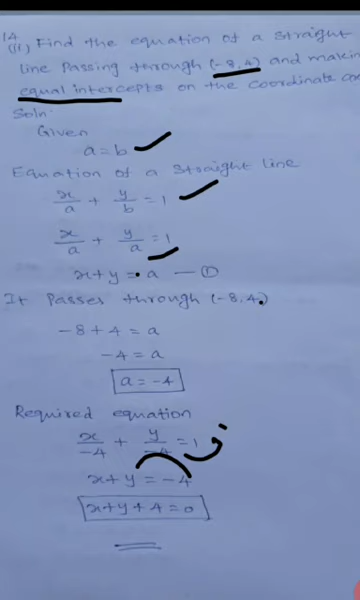 14
(ii) Find the equation of a straight
line passing through (-8,4) and making
equal intercepts on the coordinate
Soln:
Given
a=b
Equation of a straight line
x/a + y/b = 1
x/a + y/a = 1
x+y = a — ①
It passes through (-8,4)
-8+4 = a
-4 = a
a = -4
Required equation
x/-4 + y/-4 = 1
x+y = -4
x+y+4 = 0